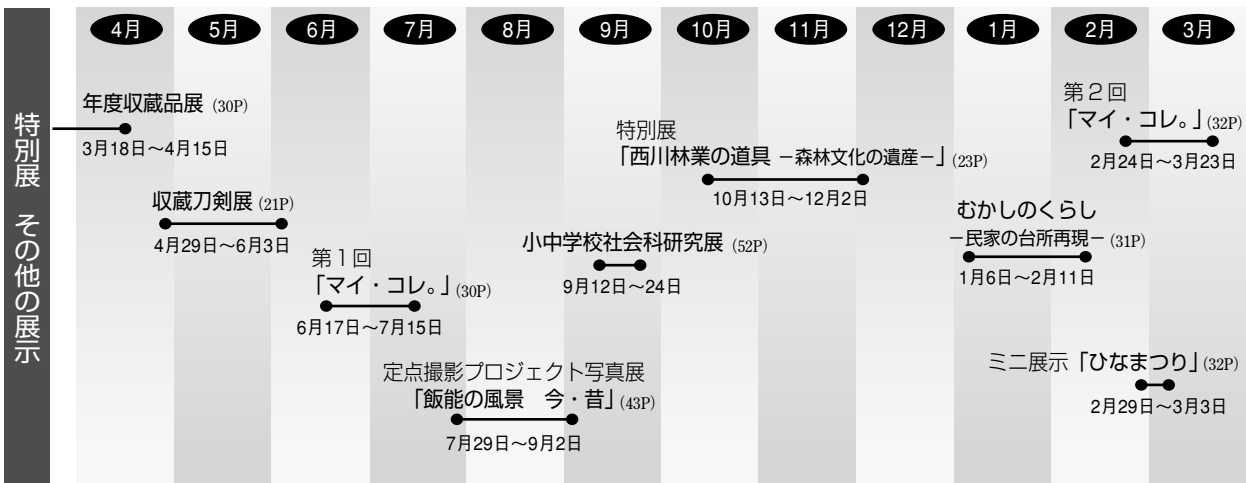 4月 5月 6月 7月 8月 9月 10月 11月 12月 1月 2月 3月
特別展 その他の展示
年度収蔵品展 (30P)
3月18日～4月15日
収蔵刀剣展 (21P)
4月29日～6月3日
第1回
「マイ・コレ。」(30P)
6月17日～7月15日
定点撮影プロジェクト写真展
「飯能の風景 今・昔」(43P)
7月29日～9月2日
小中学校社会科研究展 (52P)
9月12日～24日
特別展
「西川林業の道具 －森林文化の遺産－」(23P)
10月13日～12月2日
むかしのくらし
－民家の台所再現－ (31P)
1月6日～2月11日
第２回
「マイ・コレ。」(32P)
2月24日～3月23日
ミニ展示「ひなまつり」(32P)
2月29日～3月3日